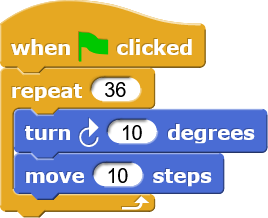 when clicked
repeat 36
turn 10 degrees
move 10 steps